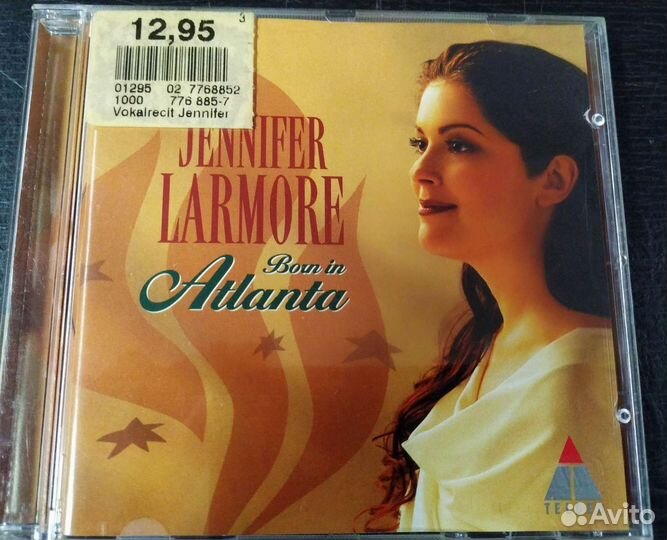 12,95
3
01295 02 7768852
1000 776 885-7
Vokalrecit Jennifer
JENNIFER
LARMORE
Born in
Atlanta
Avito